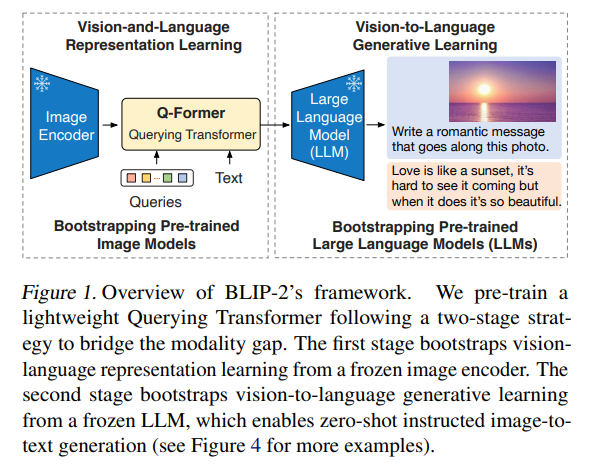 Vision-and-Language
Representation Learning
Vision-to-Language
Generative Learning
Image
Encoder
Q-Former
Querying Transformer
Queries
Text
Bootstrapping Pre-trained
Image Models
Large
Language
Model
(LLM)
Write a romantic message
that goes along this photo.
Love is like a sunset, it's
hard to see it coming but
when it does it's so beautiful.
Bootstrapping Pre-trained
Large Language Models (LLMs)
Figure 1. Overview of BLIP-2's framework. We pre-train a
lightweight Querying Transformer following a two-stage strat-
egy to bridge the modality gap. The first stage bootstraps vision-
language representation learning from a frozen image encoder. The
second stage bootstraps vision-to-language generative learning
from a frozen LLM, which enables zero-shot instructed image-to-
text generation (see Figure 4 for more examples).